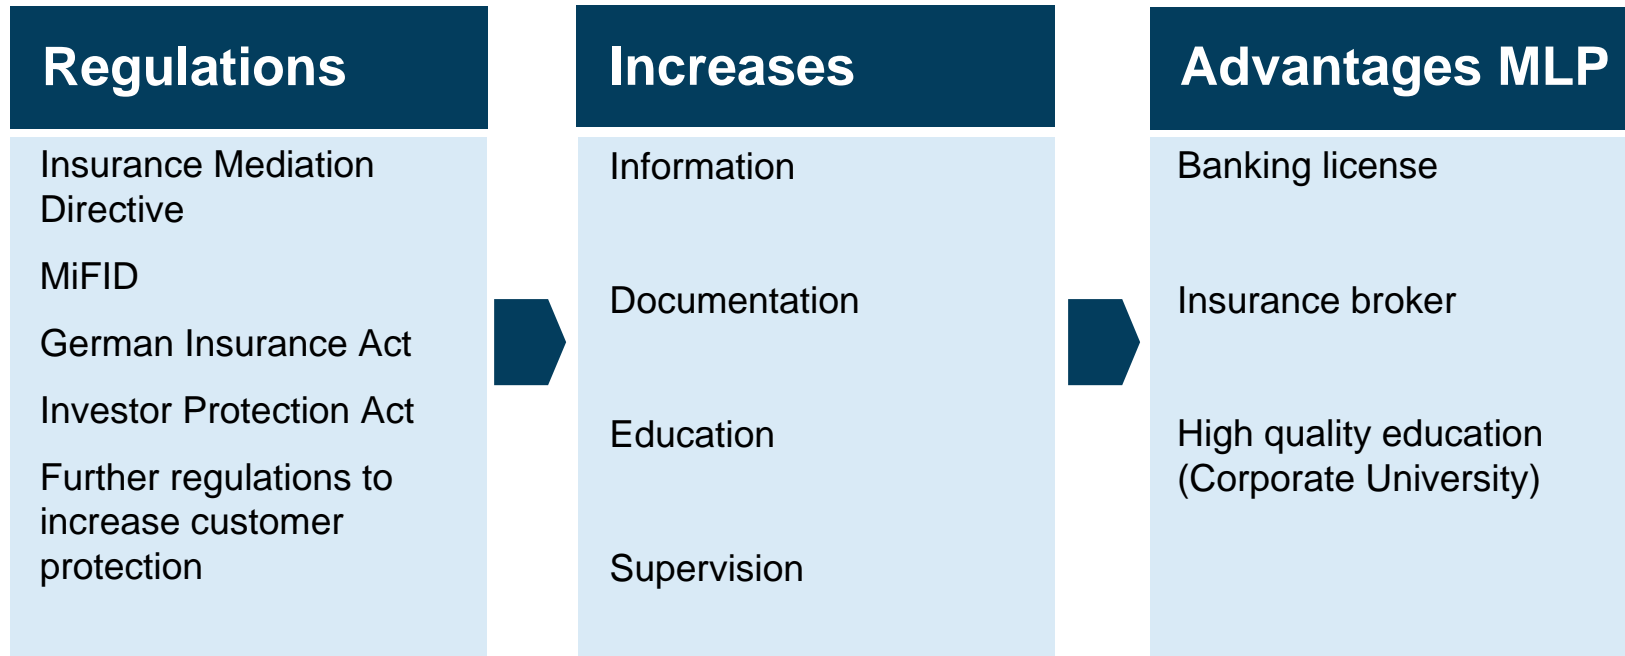 Regulations
Insurance Mediation
Directive
MiFID
German Insurance Act
Investor Protection Act
Further regulations to
increase customer
protection
Increases
Information
Documentation
Education
Supervision
Advantages MLP
Banking license
Insurance broker
High quality education
(Corporate University)